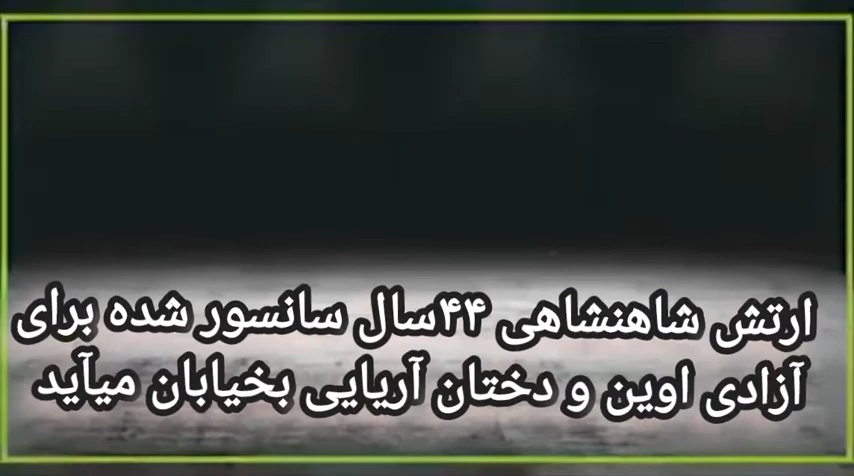 ارتش شاهنشاهی ۴۴سال سانسور شده برای
آزادی اوین و دختان آریایی بخیابان میآید